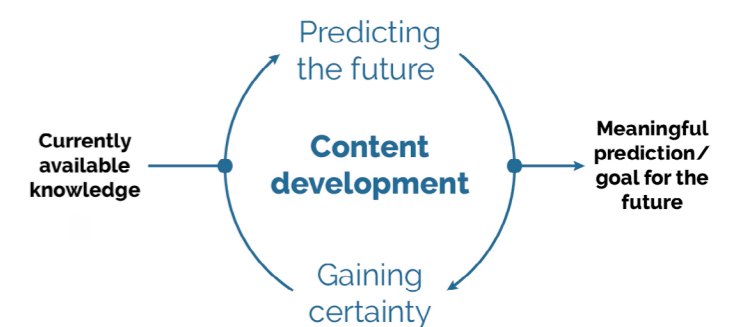 Predicting
the future
Currently
available
knowledge
Content
development
Meaningful
prediction/
goal for the
future
Gaining
certainty